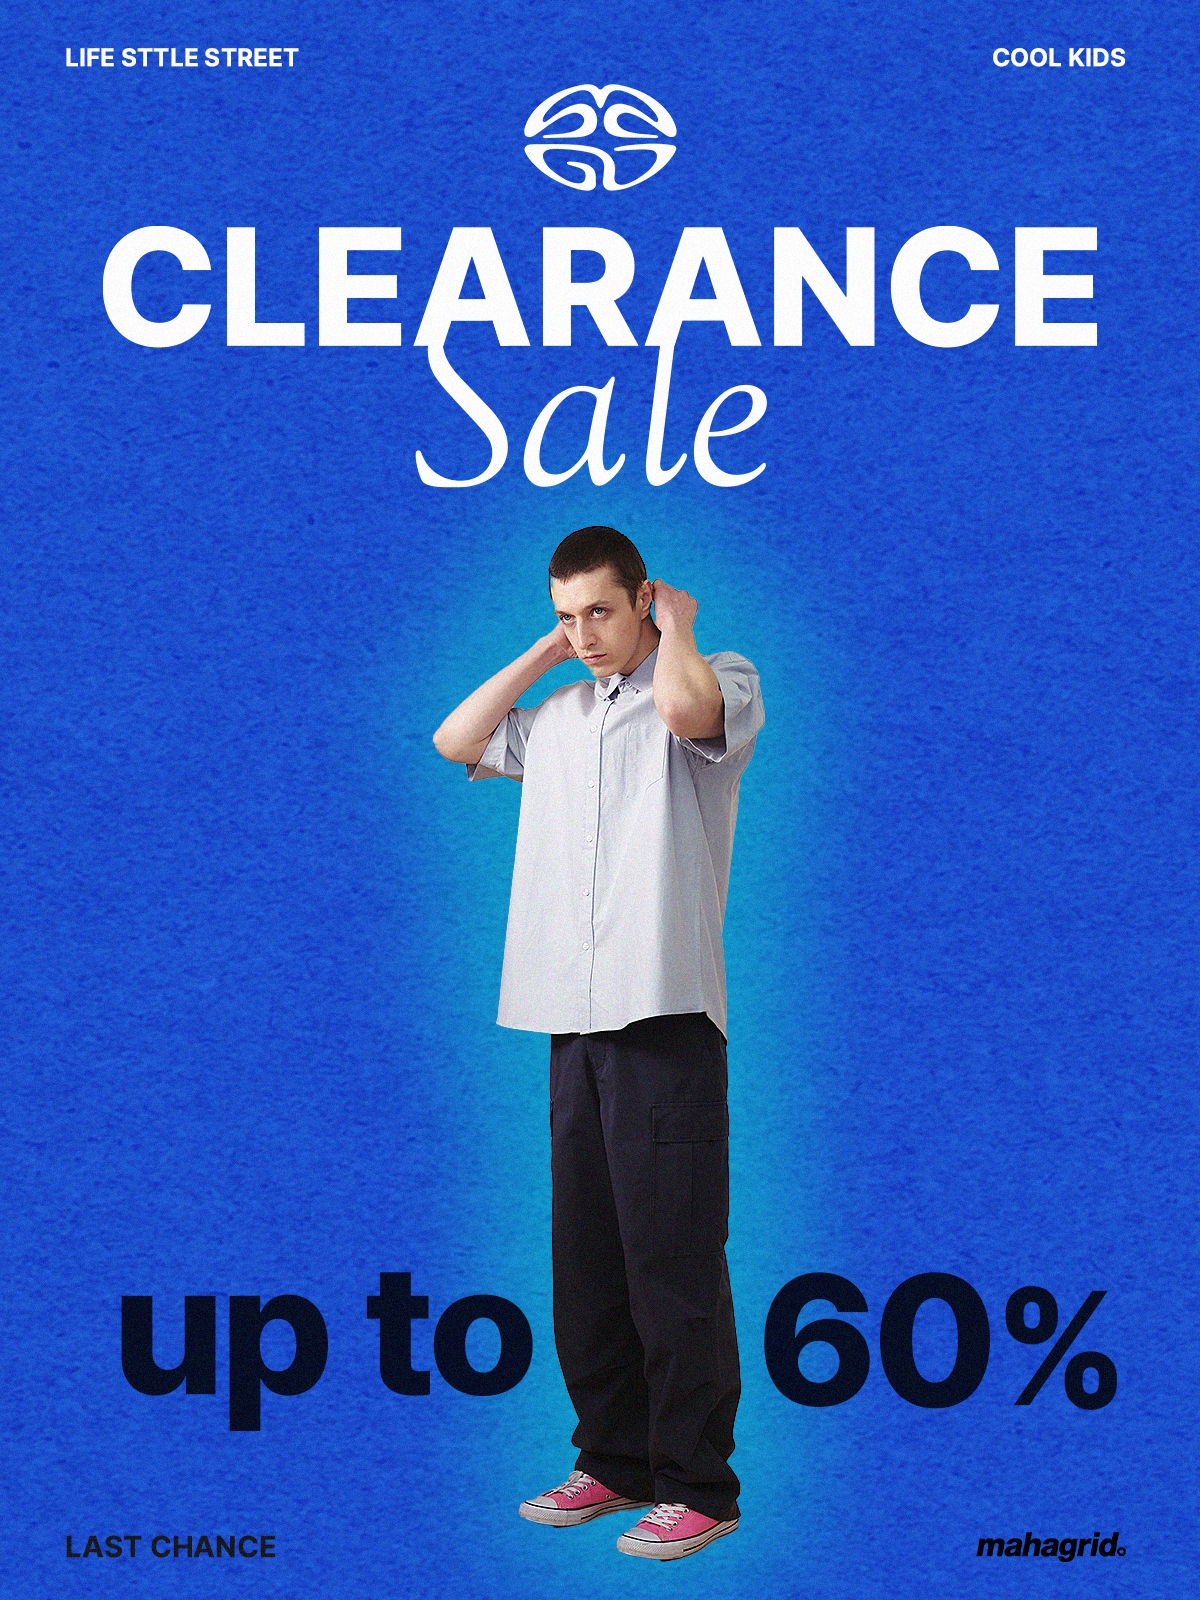 LIFE STTLE STREET
COOL KIDS
CLEARANCE
Sale
up to 60%
LAST CHANCE
mahagrid